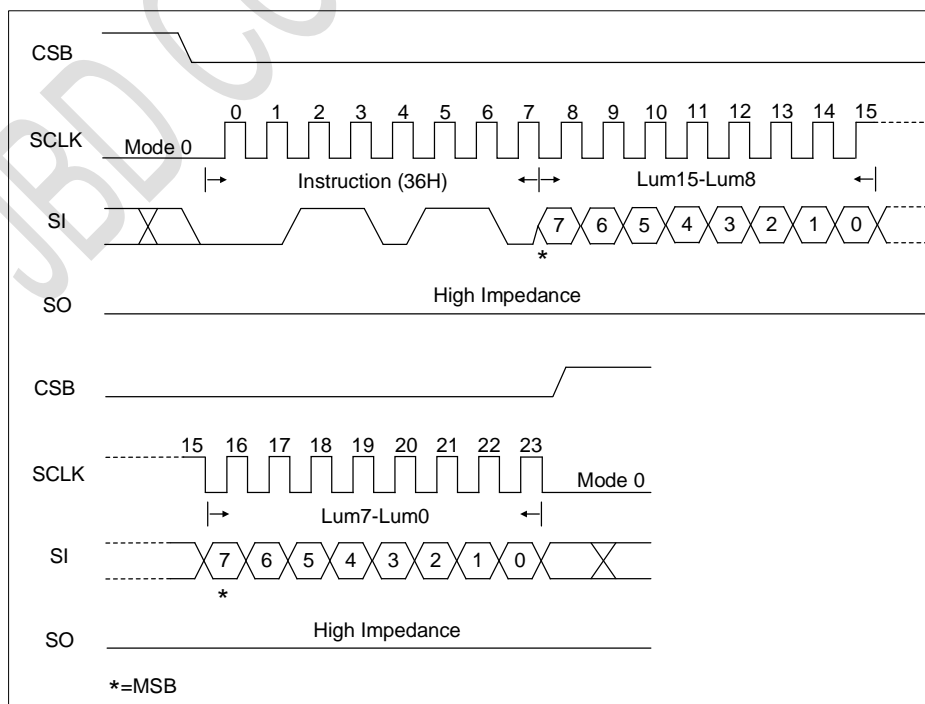 CSB
0 1 2 3 4 5 6 7 8 9 10 11 12 13 14 15
SCLK
Mode 0
Instruction (36H)
Lum15-Lum8
SI
7 6 5 4 3 2 1 0
*
High Impedance
SO
CSB
15 16 17 18 19 20 21 22 23
SCLK
Mode 0
Lum7-Lum0
SI
7 6 5 4 3 2 1 0
*
High Impedance
SO
*=MSB
JBD